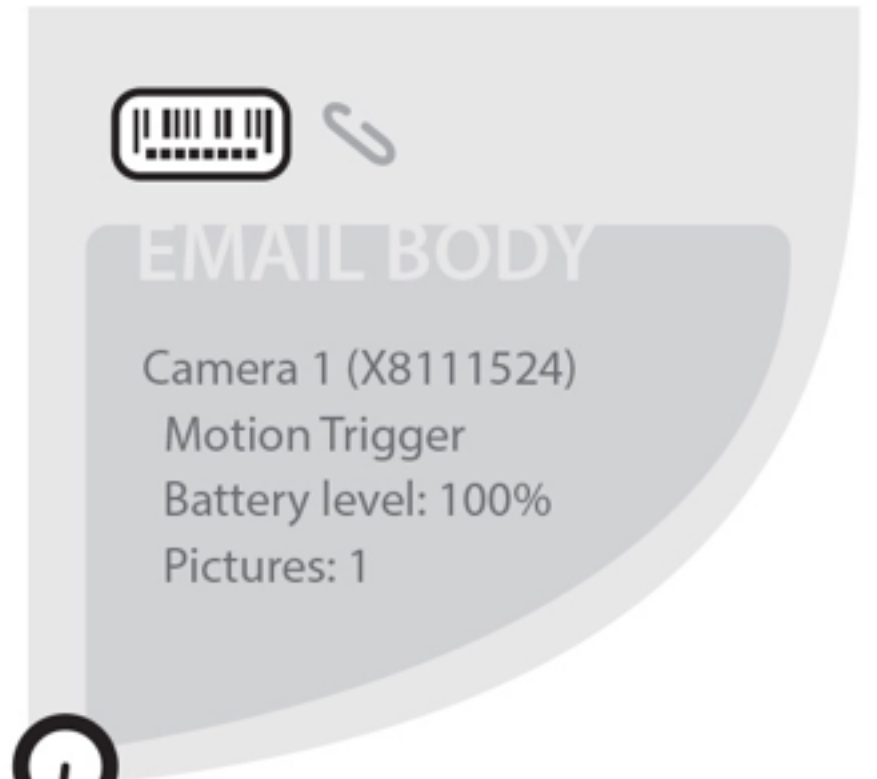 EMAIL BODY
Camera 1 (X8111524)
Motion Trigger
Battery level: 100%
Pictures: 1